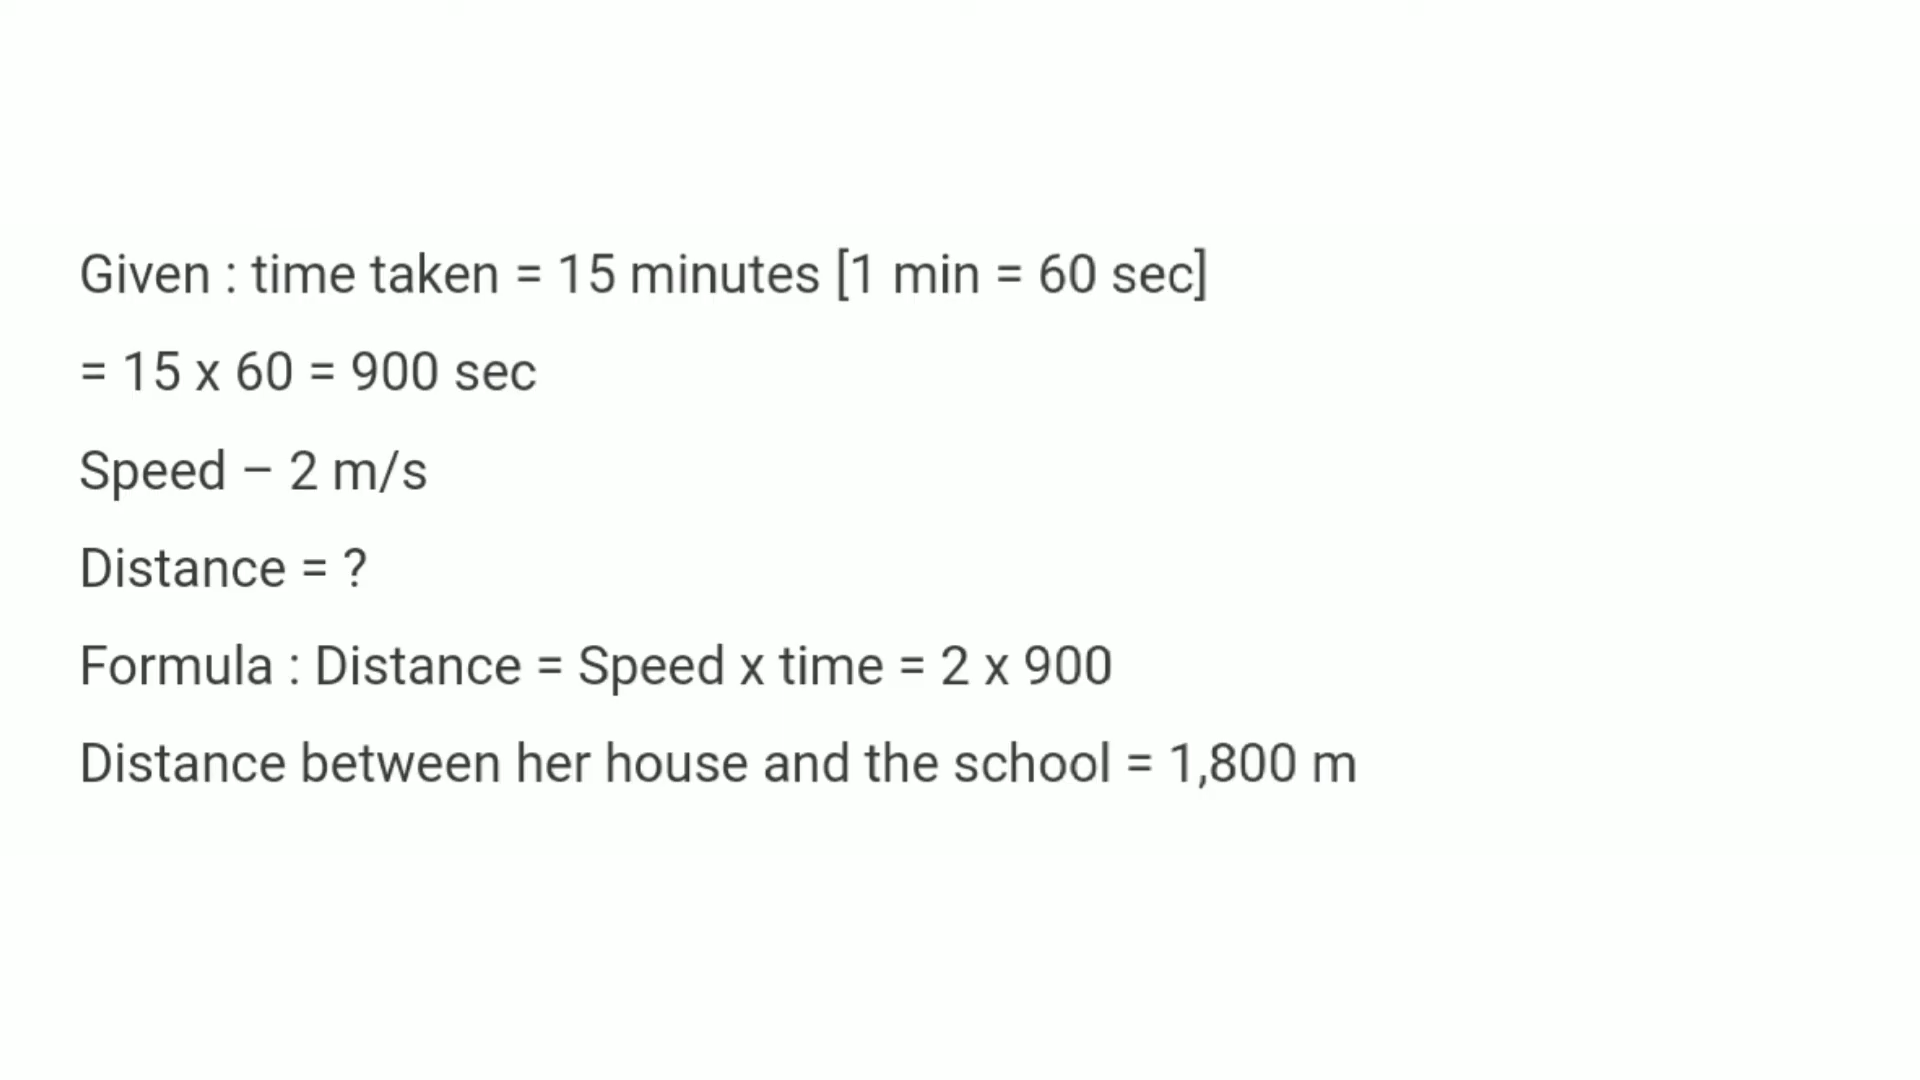 Given : time taken = 15 minutes [1 min = 60 sec]
= 15 x 60 = 900 sec
Speed – 2 m/s
Distance = ?
Formula : Distance = Speed x time = 2 x 900
Distance between her house and the school = 1,800 m